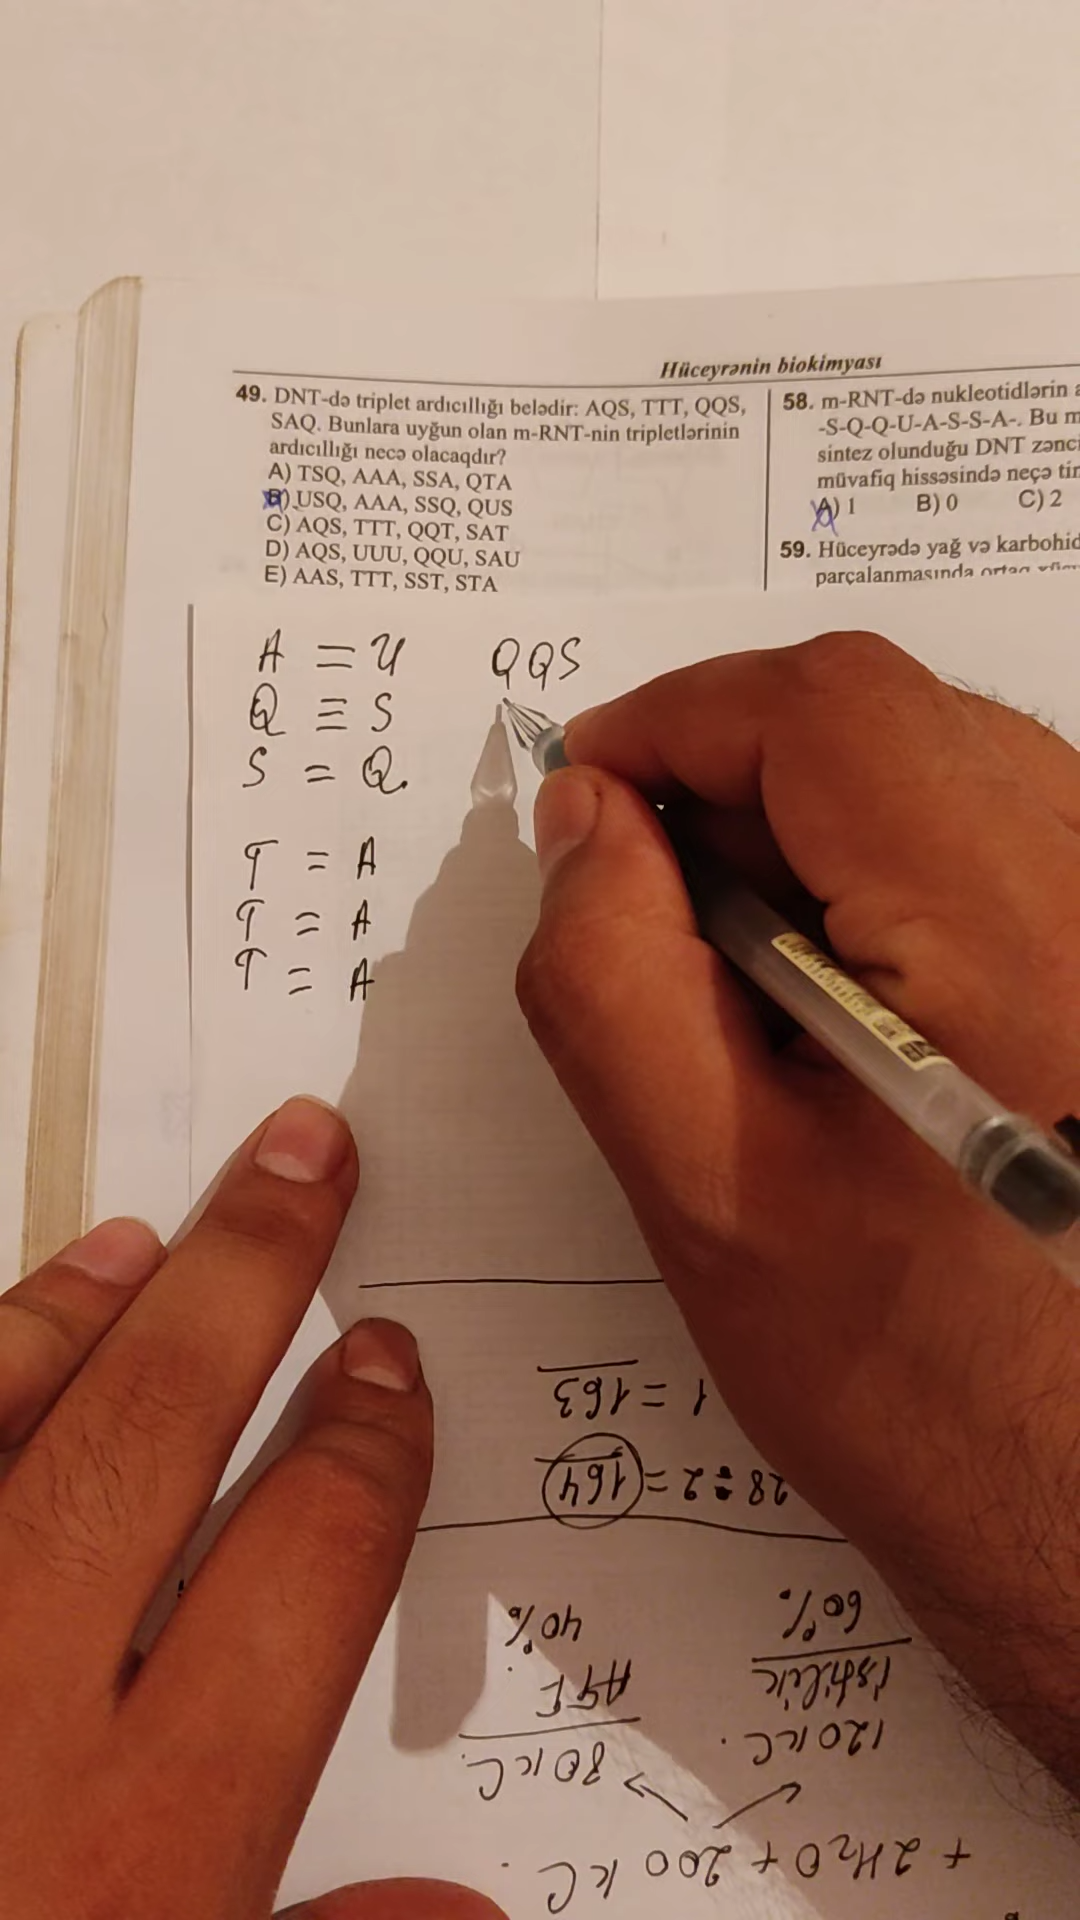 Hüceyrənin biokimyası
49. DNT-də triplet ardıcıllığı belədir: AQS, TTT, QQS,
SAQ. Bunlara uyğun olan m-RNT-nin tripletlərinin
ardıcıllığı necə olacaqdır?
A) TSQ, AAA, SSA, QTA
B) USQ, AAA, SSQ, QUS
C) AQS, TTT, QQT, SAT
D) AQS, UUU, QQU, SAU
E) AAS, TTT, SST, STA
58. m-RNT-də nukleotidlərin
-S-Q-Q-U-A-S-S-A-. Bu
sintez olunduğu DNT
müvafiq hissəsində neçə
A) 1 B) 0 C) 2
59. Hüceyrədə yağ və
parçalanmasında ortaq
A = U
Q ≡ S
S = Q
T = A
T = A
T = A
QQS
1 = 163
28 ÷ 2 = 164
60%
40%
istilik
120 kC.
80 kC.
+ 2H₂O + 200 kC.